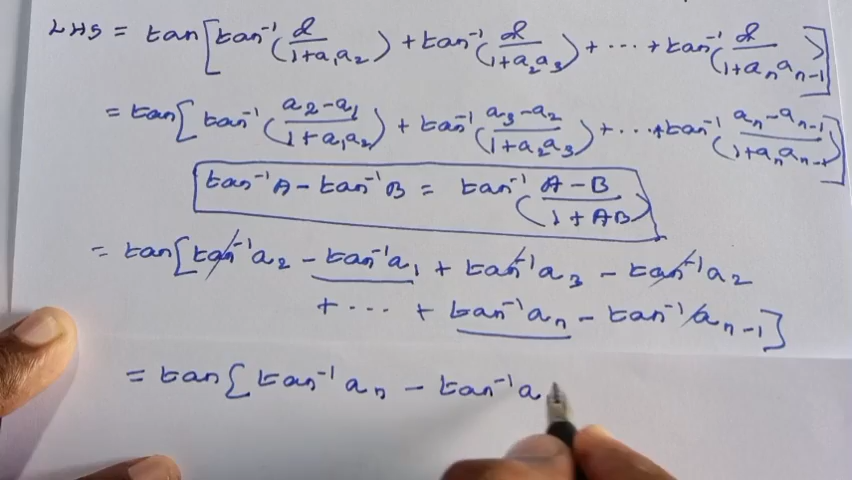 LHS = tan[tan⁻¹(d/(1+a₁a₂)) + tan⁻¹(d/(1+a₂a₃)) + ... + tan⁻¹(d/(1+aₙaₙ₋₁))]
= tan[tan⁻¹((a₂-a₁)/(1+a₁a₂)) + tan⁻¹((a₃-a₂)/(1+a₂a₃)) + ... + tan⁻¹((aₙ-aₙ₋₁)/(1+aₙaₙ₋₁))]
tan⁻¹A - tan⁻¹B = tan⁻¹((A-B)/(1+AB))
= tan[tan⁻¹a₂ - tan⁻¹a₁ + tan⁻¹a₃ - tan⁻¹a₂
+ ... + tan⁻¹aₙ - tan⁻¹aₙ₋₁]
= tan[tan⁻¹aₙ - tan⁻¹a